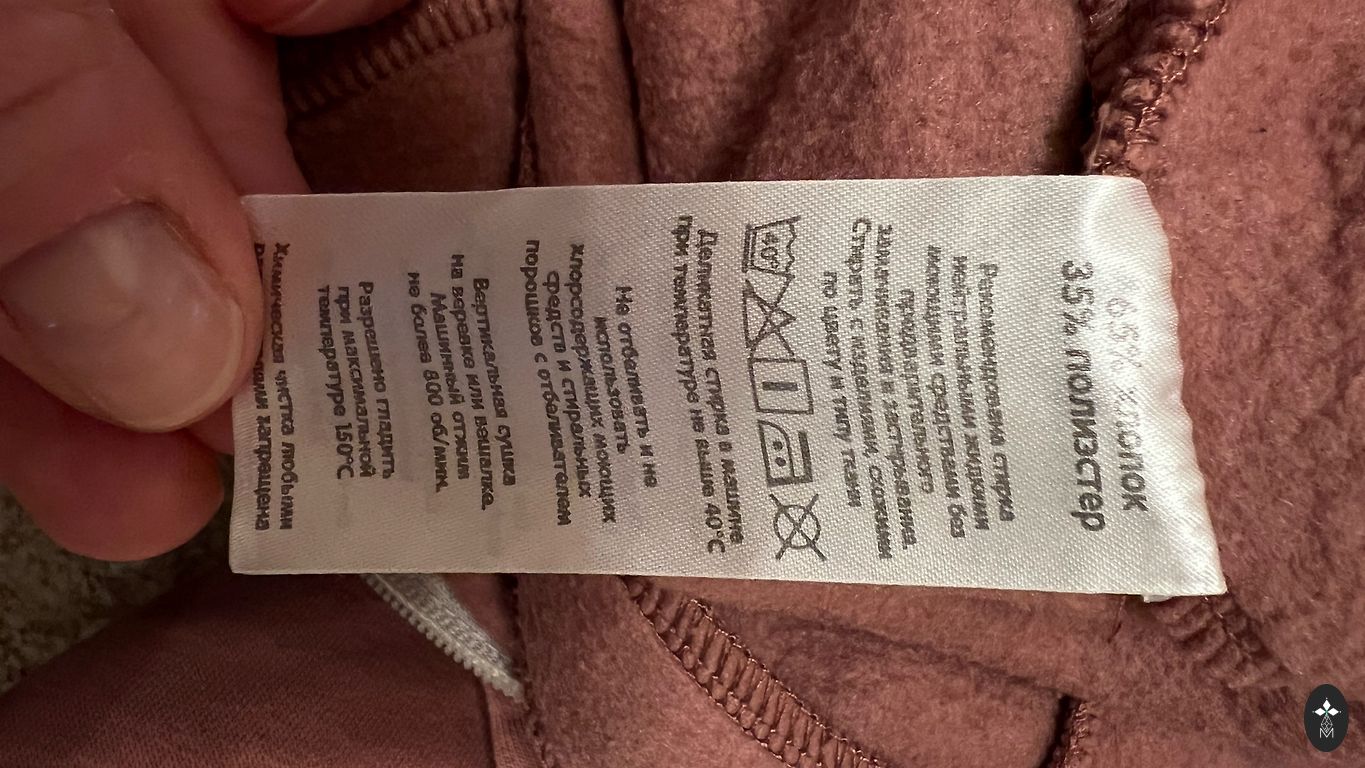 65% хлопок
35% полиэстер
Рекомендована стирка
нейтральными жидкими
моющими средствами без
предварительного
замачивания и застирывания.
Стирать с изделиями схожими
по цвету и типу ткани
40°
Деликатная стирка в машине
при температуре не выше 40°С
Не отбеливать и не
использовать
хлорсодержащих моющих
средств и стиральных
порошков с отбеливателем
Вертикальная сушка
на веревке или вешалке.
Машинный отжим
не более 800 об/мин.
Разрешено гладить
при максимальной
температуре 150°С
Химическая чистка любыми
запрещена
M